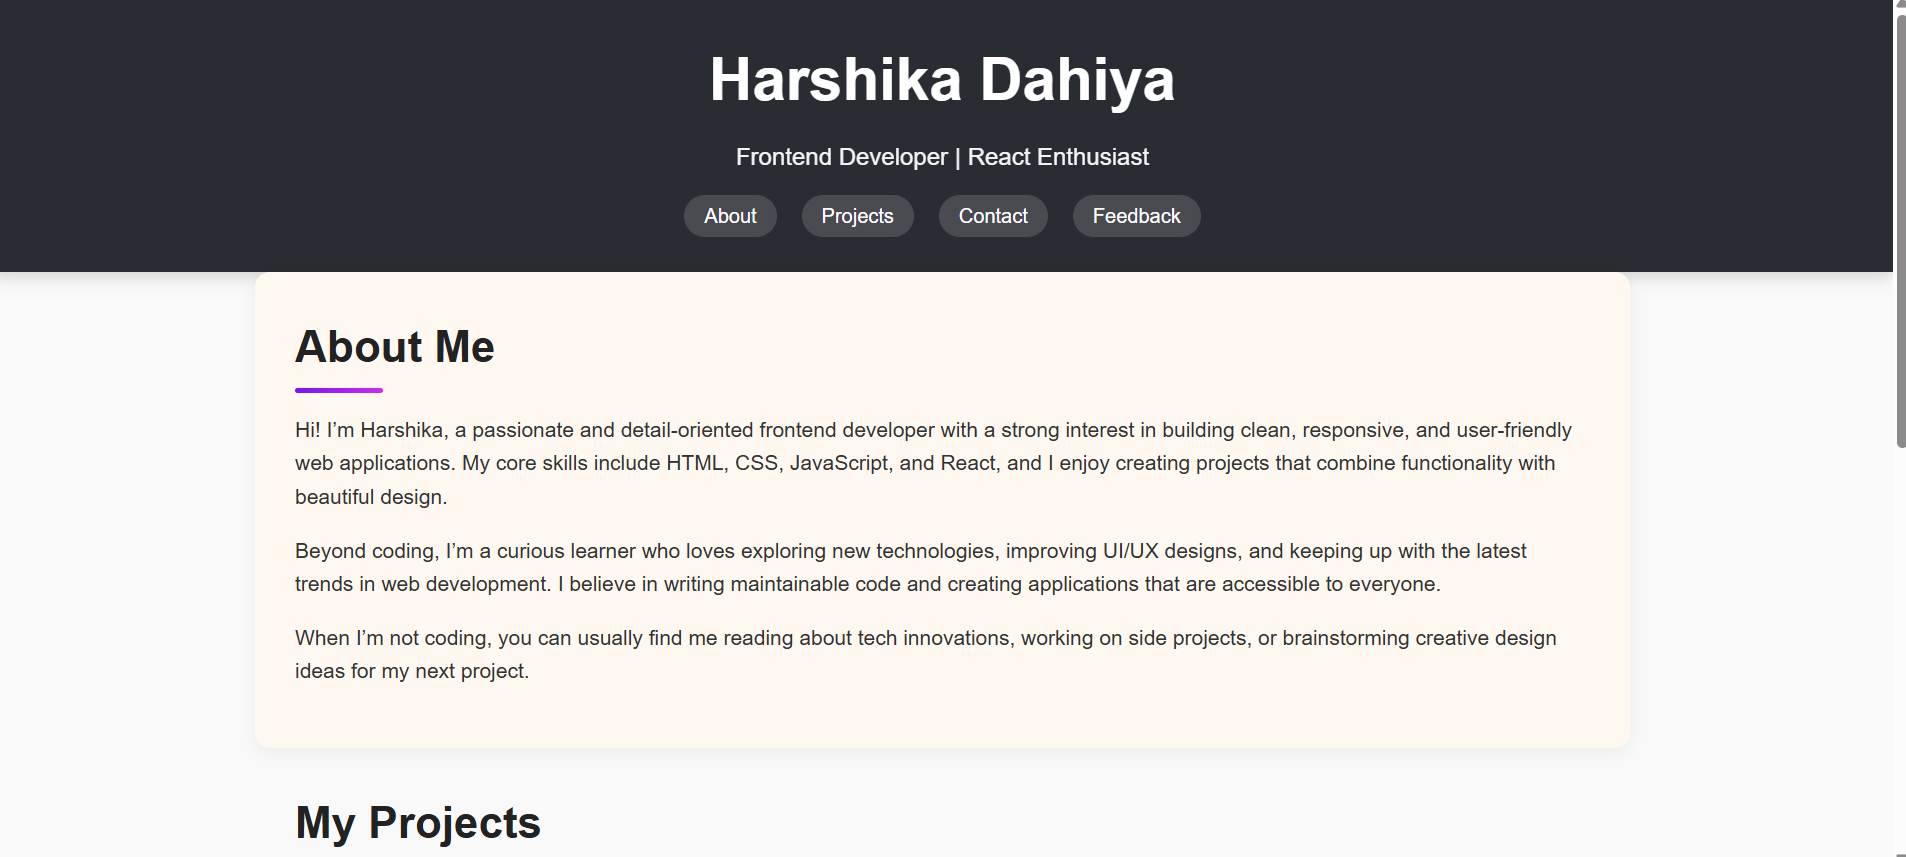 Harshika Dahiya
Frontend Developer | React Enthusiast
About Projects Contact Feedback
About Me
Hi! I’m Harshika, a passionate and detail-oriented frontend developer with a strong interest in building clean, responsive, and user-friendly
web applications. My core skills include HTML, CSS, JavaScript, and React, and I enjoy creating projects that combine functionality with
beautiful design.
Beyond coding, I’m a curious learner who loves exploring new technologies, improving UI/UX designs, and keeping up with the latest
trends in web development. I believe in writing maintainable code and creating applications that are accessible to everyone.
When I’m not coding, you can usually find me reading about tech innovations, working on side projects, or brainstorming creative design
ideas for my next project.
My Projects